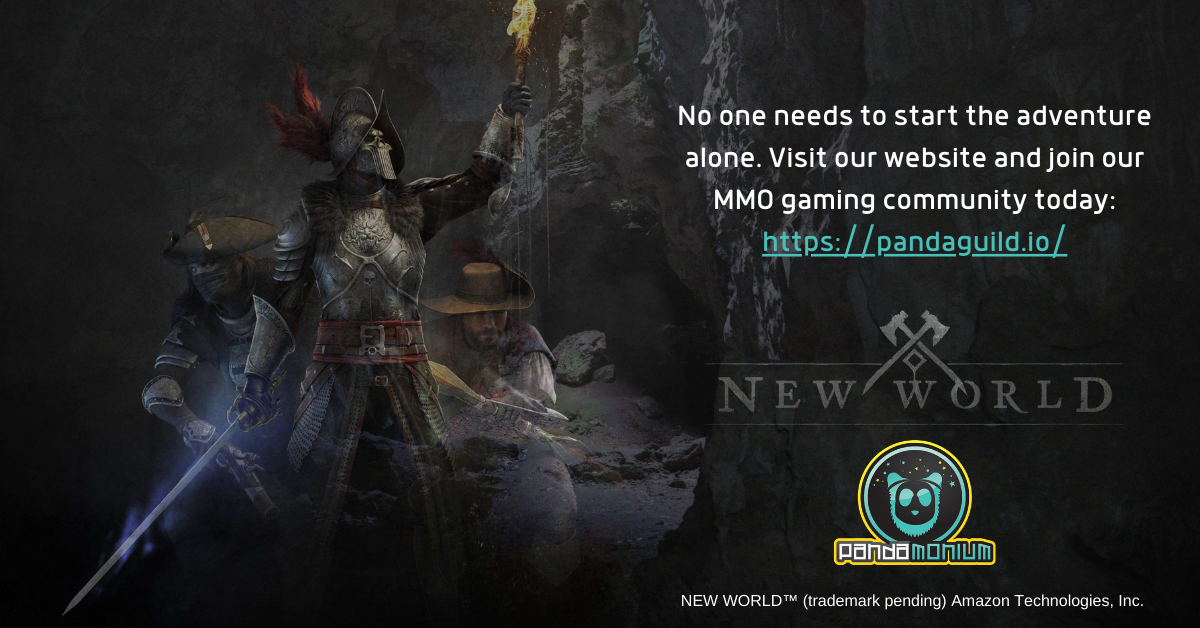 No one needs to start the adventure
alone. Visit our website and join our
MMO gaming community today:
https://pandaguild.io/
NEW WORLD
pandamonium
NEW WORLD™ (trademark pending) Amazon Technologies, Inc.